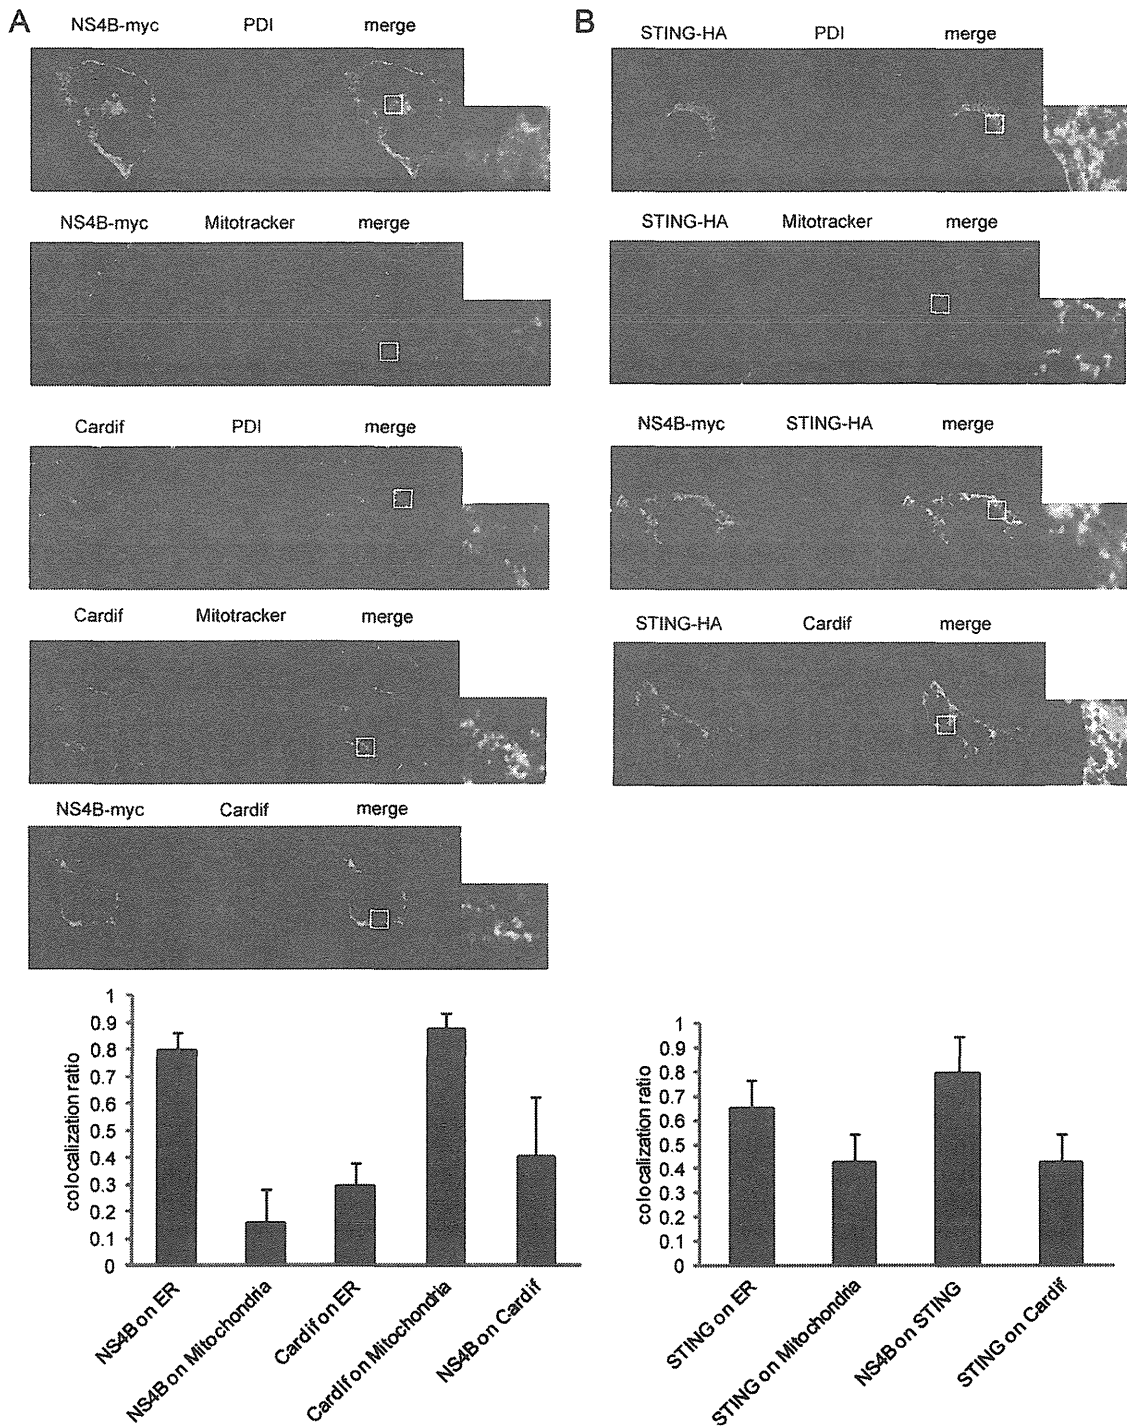 A
NS4B-myc PDI merge
NS4B-myc Mitotracker merge
Cardif PDI merge
Cardif Mitotracker merge
NS4B-myc Cardif merge
colocalization ratio
1
0.9
0.8
0.7
0.6
0.5
0.4
0.3
0.2
0.1
0
NS4B on ER
NS4B on Mitochondria
Cardif on ER
Cardif on Mitochondria
NS4B on Cardif
B
STING-HA PDI merge
STING-HA Mitotracker merge
NS4B-myc STING-HA merge
STING-HA Cardif merge
colocalization ratio
1
0.9
0.8
0.7
0.6
0.5
0.4
0.3
0.2
0.1
0
STING on ER
STING on Mitochondria
NS4B on STING
STING on Cardif